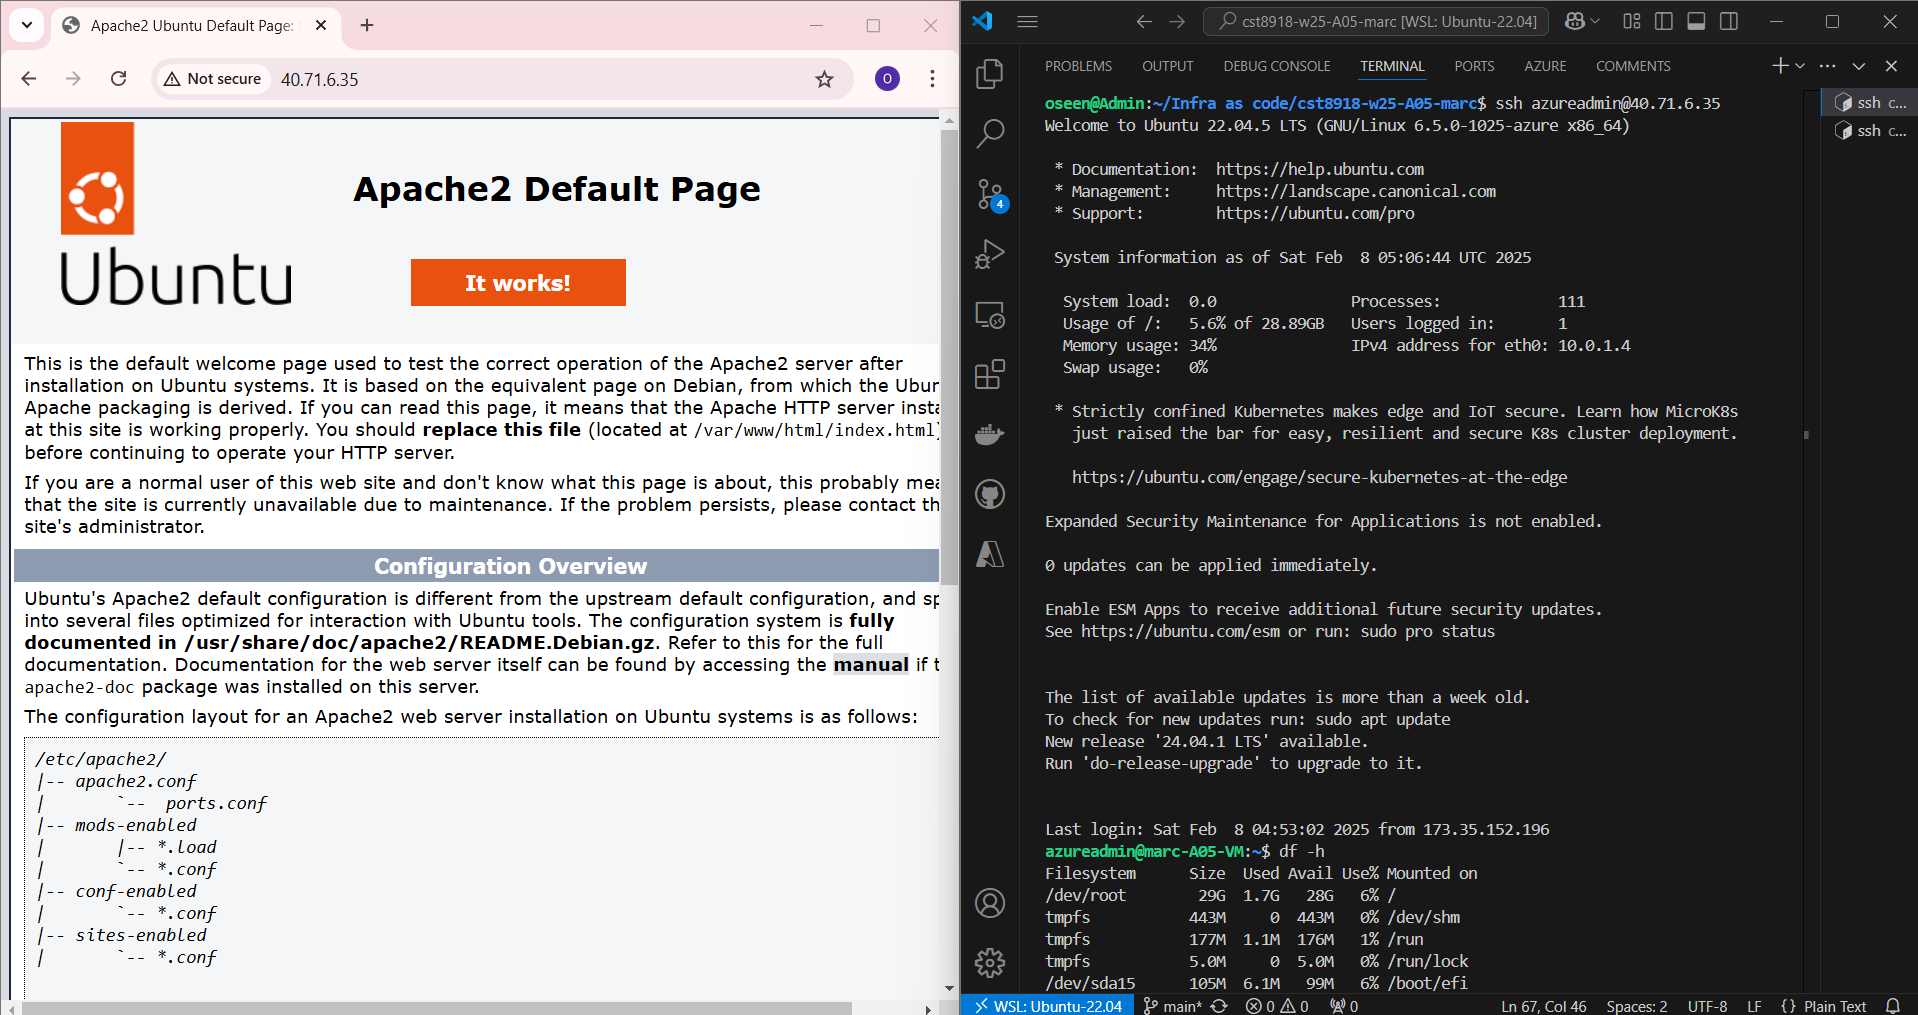 Apache2 Ubuntu Default Page:
Not secure
40.71.6.35
O
Ubuntu
Apache2 Default Page
It works!
This is the default welcome page used to test the correct operation of the Apache2 server after
installation on Ubuntu systems. It is based on the equivalent page on Debian, from which the Ubur
Apache packaging is derived. If you can read this page, it means that the Apache HTTP server insta
at this site is working properly. You should replace this file (located at /var/www/html/index.html)
before continuing to operate your HTTP server.
If you are a normal user of this web site and don't know what this page is about, this probably mea
that the site is currently unavailable due to maintenance. If the problem persists, please contact th
site's administrator.
Configuration Overview
Ubuntu's Apache2 default configuration is different from the upstream default configuration, and sp
into several files optimized for interaction with Ubuntu tools. The configuration system is fully
documented in /usr/share/doc/apache2/README.Debian.gz. Refer to this for the full
documentation. Documentation for the web server itself can be found by accessing the manual if t
apache2-doc package was installed on this server.
The configuration layout for an Apache2 web server installation on Ubuntu systems is as follows:
/etc/apache2/
|-- apache2.conf
|       `--  ports.conf
|-- mods-enabled
|       |-- *.load
|       `-- *.conf
|-- conf-enabled
|       `-- *.conf
|-- sites-enabled
|       `-- *.conf
cst8918-w25-A05-marc [WSL: Ubuntu-22.04]
PROBLEMS OUTPUT DEBUG CONSOLE TERMINAL PORTS AZURE COMMENTS
ssh c...
ssh c...
4
oseen@Admin:~/Infra as code/cst8918-w25-A05-marc$ ssh azureadmin@40.71.6.35
Welcome to Ubuntu 22.04.5 LTS (GNU/Linux 6.5.0-1025-azure x86_64)
* Documentation:  https://help.ubuntu.com
* Management:     https://landscape.canonical.com
* Support:        https://ubuntu.com/pro
System information as of Sat Feb  8 05:06:44 UTC 2025
System load:  0.0               Processes:             111
Usage of /:   5.6% of 28.89GB   Users logged in:       1
Memory usage: 34%               IPv4 address for eth0: 10.0.1.4
Swap usage:   0%
* Strictly confined Kubernetes makes edge and IoT secure. Learn how MicroK8s
just raised the bar for easy, resilient and secure K8s cluster deployment.
https://ubuntu.com/engage/secure-kubernetes-at-the-edge
Expanded Security Maintenance for Applications is not enabled.
0 updates can be applied immediately.
Enable ESM Apps to receive additional future security updates.
See https://ubuntu.com/esm or run: sudo pro status
The list of available updates is more than a week old.
To check for new updates run: sudo apt update
New release '24.04.1 LTS' available.
Run 'do-release-upgrade' to upgrade to it.
Last login: Sat Feb  8 04:53:02 2025 from 173.35.152.196
azureadmin@marc-A05-VM:~$ df -h
Filesystem      Size  Used Avail Use% Mounted on
/dev/root        29G  1.7G   28G   6% /
tmpfs           443M     0  443M   0% /dev/shm
tmpfs           177M  1.1M  176M   1% /run
tmpfs           5.0M     0  5.0M   0% /run/lock
/dev/sda15      105M  6.1M   99M   6% /boot/efi
WSL: Ubuntu-22.04 main* 0 0 0 Ln 67, Col 46 Spaces: 2 UTF-8 LF {} Plain Text